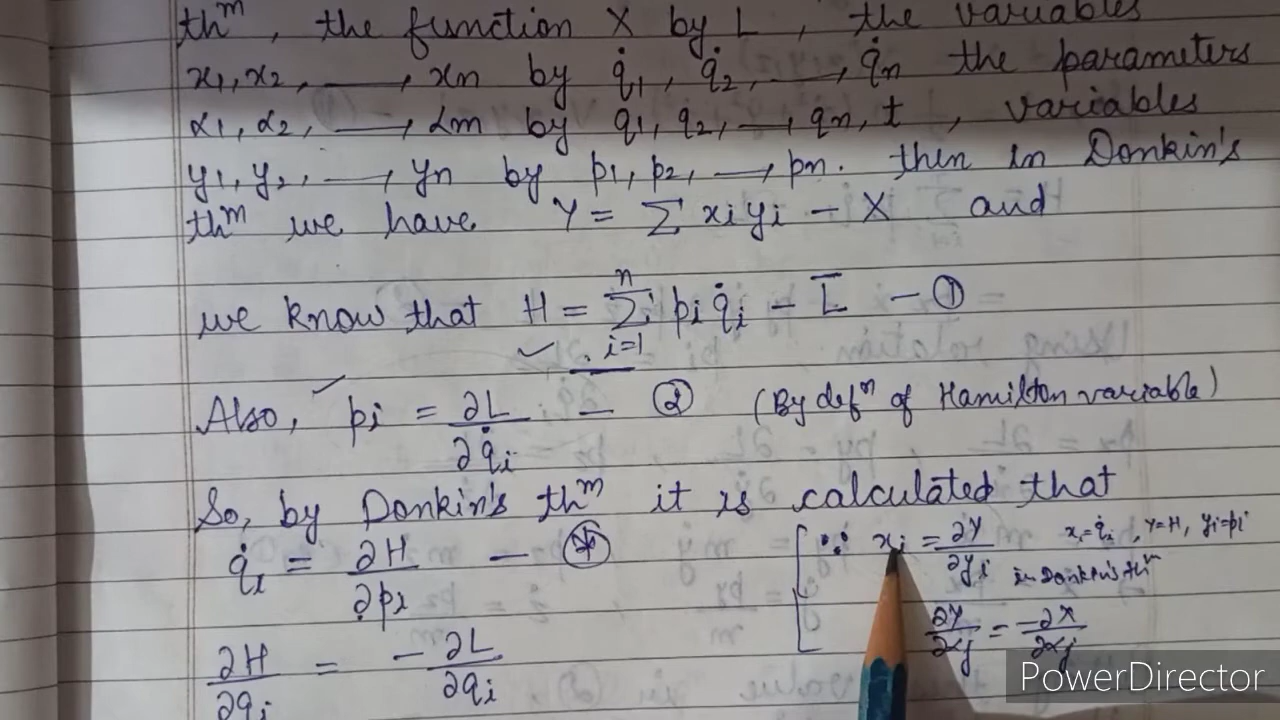 thm, the function X by L, the variables
x1, x2, —, xn by q̇1, q̇2, —, q̇n the parameters
α1, α2, —, αm by q1, q2, —, qn, t, variables
y1, y2, —, yn by p1, p2, —, pn. then in Donkin's
thm we have Y = Σ xiyi - X and
we know that H = Σ i=1 n pi q̇i - L - ①
Also, pi = ∂L/∂q̇i - ② (By defn of Hamilton variable)
So, by Donkin's thm it is calculated that
q̇i = ∂H/∂pi - ⊛ [∵ xi = ∂Y/∂yi xi = q̇i, Y=H, yi=pi
in Donkin's thm
∂H/∂qi = -∂L/∂qi ∂Y/∂αj = -∂X/∂αj
PowerDirector